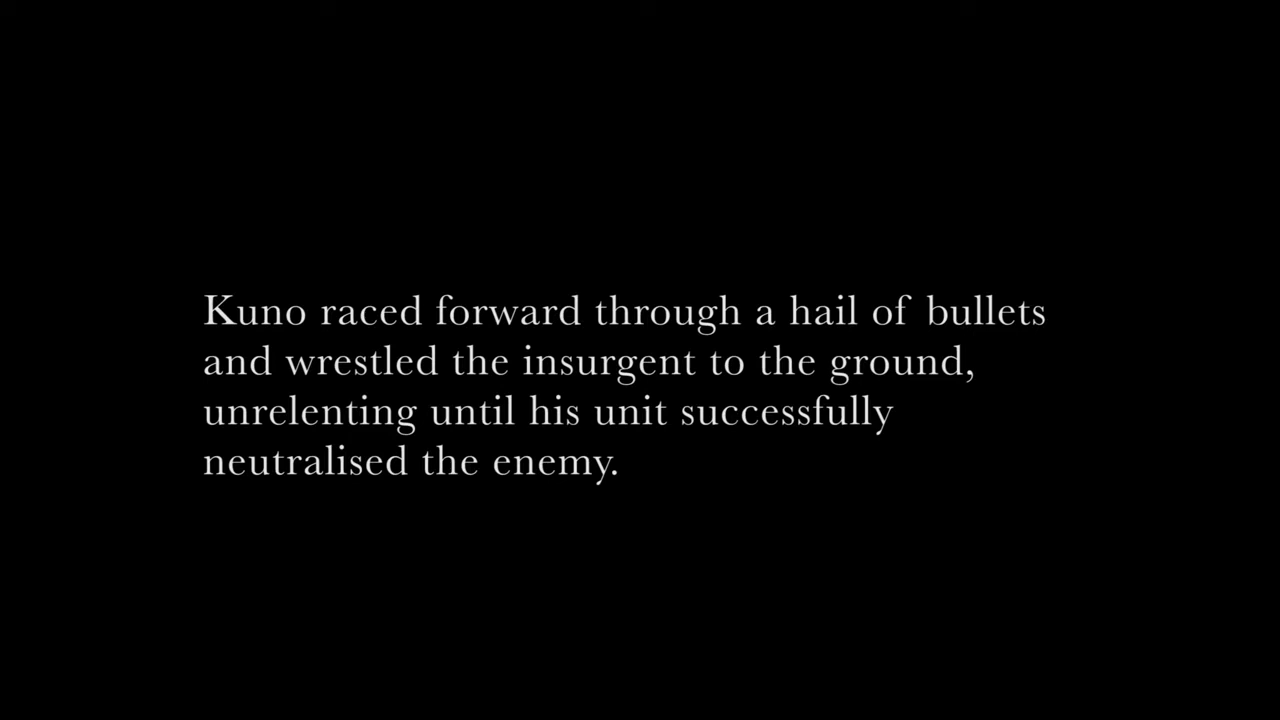 Kuno raced forward through a hail of bullets
and wrestled the insurgent to the ground,
unrelenting until his unit successfully
neutralised the enemy.